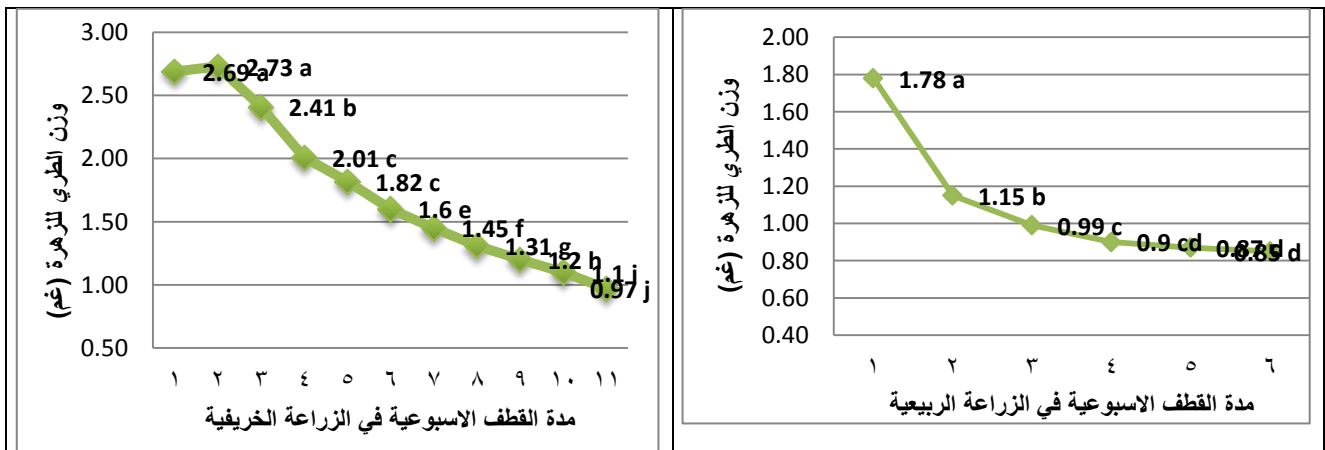 3.00
2.50
2.00
1.50
1.00
0.50
وزن الطري للزهرة (غم)
2.69 a
2.73 a
2.41 b
2.01 c
1.82 c
1.6 e
1.45 f
1.31 g
1.2 h
1.1 j
0.97 j
١ ٢ ٣ ٤ ٥ ٦ ٧ ٨ ٩ ١٠ ١١
مدة القطف الاسبوعية في الزراعة الخريفية
2.00
1.80
1.60
1.40
1.20
1.00
0.80
0.60
0.40
وزن الطري للزهرة (غم)
1.78 a
1.15 b
0.99 c
0.9 cd
0.87 d
0.85 d
١ ٢ ٣ ٤ ٥ ٦
مدة القطف الاسبوعية في الزراعة الربيعية